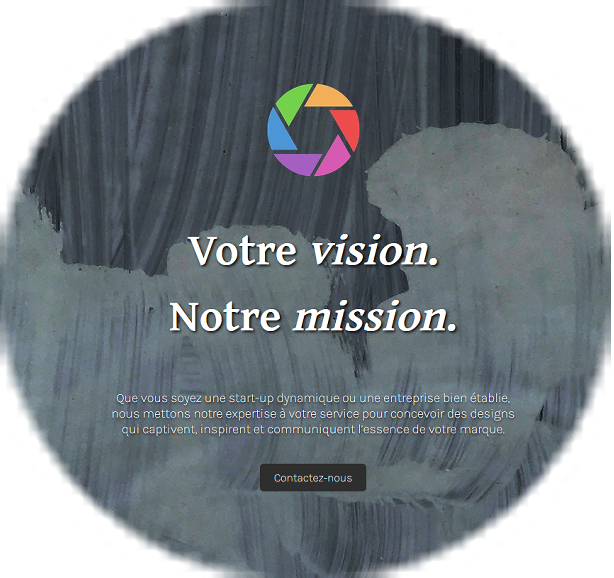 Votre vision.
Notre mission.
Que vous soyez une start-up dynamique ou une entreprise bien établie,
nous mettons notre expertise à votre service pour concevoir des designs
qui captivent, inspirent et communiquent l'essence de votre marque.
Contactez-nous